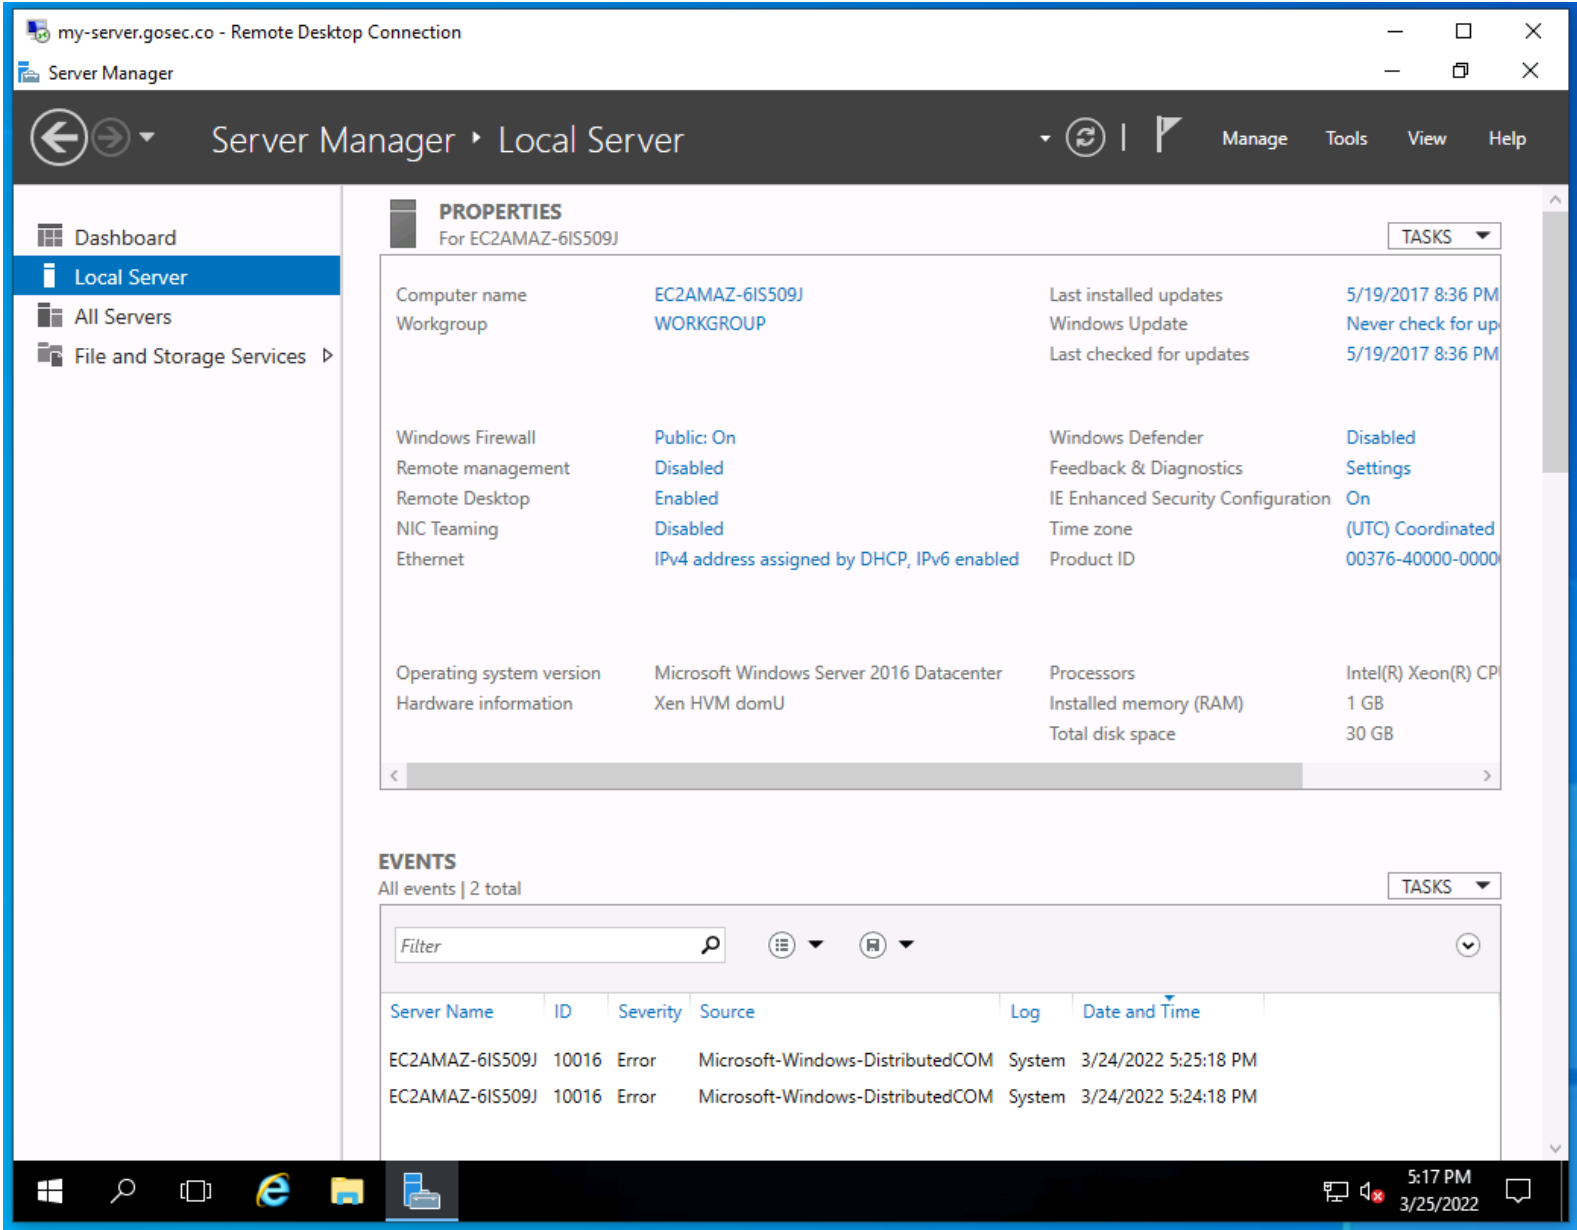 my-server.gosec.co - Remote Desktop Connection
Server Manager
Server Manager ‣ Local Server
Manage Tools View Help
Dashboard
Local Server
All Servers
File and Storage Services
PROPERTIES
For EC2AMAZ-6IS509J
TASKS
Computer name EC2AMAZ-6IS509J Last installed updates 5/19/2017 8:36 PM
Workgroup WORKGROUP Windows Update Never check for up
Last checked for updates 5/19/2017 8:36 PM
Windows Firewall Public: On Windows Defender Disabled
Remote management Disabled Feedback & Diagnostics Settings
Remote Desktop Enabled IE Enhanced Security Configuration On
NIC Teaming Disabled Time zone (UTC) Coordinated
Ethernet IPv4 address assigned by DHCP, IPv6 enabled Product ID 00376-40000-0000
Operating system version Microsoft Windows Server 2016 Datacenter Processors Intel(R) Xeon(R) CP
Hardware information Xen HVM domU Installed memory (RAM) 1 GB
Total disk space 30 GB
EVENTS
All events | 2 total
TASKS
Filter
Server Name ID Severity Source Log Date and Time
EC2AMAZ-6IS509J 10016 Error Microsoft-Windows-DistributedCOM System 3/24/2022 5:25:18 PM
EC2AMAZ-6IS509J 10016 Error Microsoft-Windows-DistributedCOM System 3/24/2022 5:24:18 PM
5:17 PM
3/25/2022